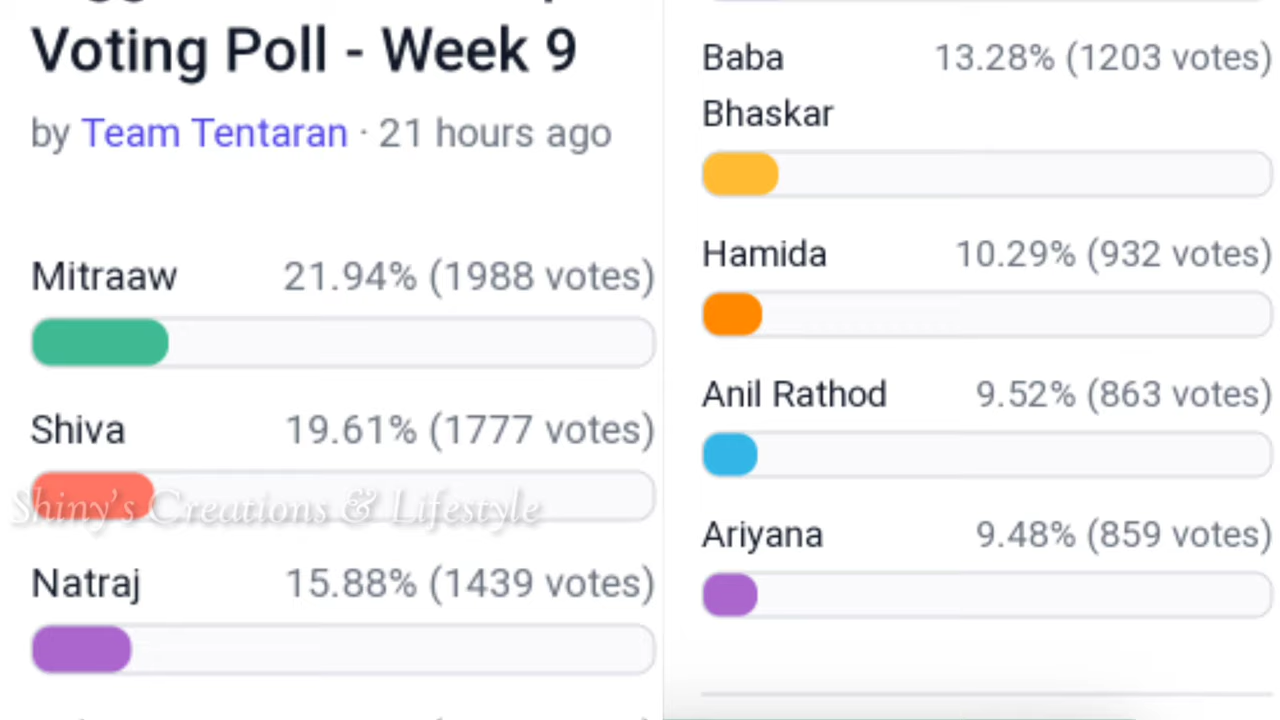 Voting Poll - Week 9
by Team Tentaran · 21 hours ago
Mitraaw 21.94% (1988 votes)
Shiva 19.61% (1777 votes)
Shiny's Creations & Lifestyle
Natraj 15.88% (1439 votes)
Baba 13.28% (1203 votes)
Bhaskar
Hamida 10.29% (932 votes)
Anil Rathod 9.52% (863 votes)
Ariyana 9.48% (859 votes)